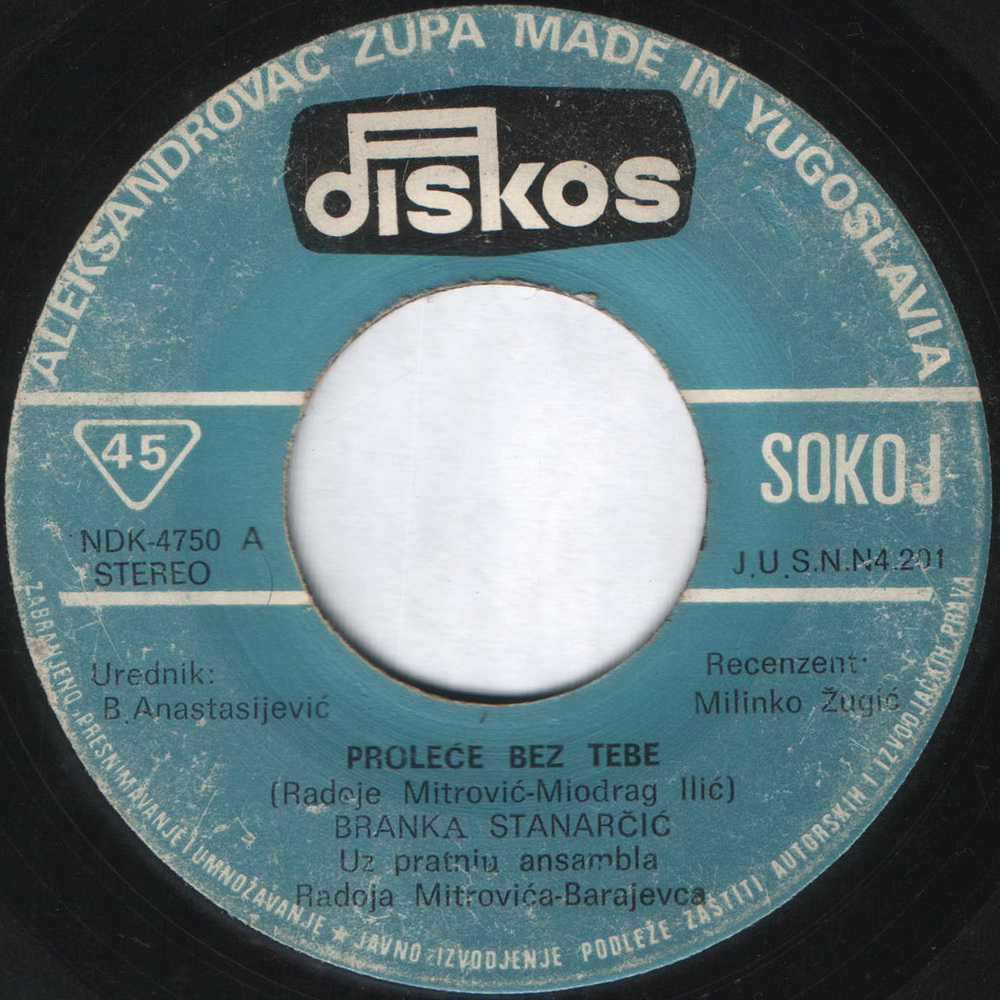 ALEKSANDROVAC ŽUPA MADE IN YUGOSLAVIA
diskos
45
SOKOJ
NDK-4750 A
STEREO
J.U.S.N.N4.201
Urednik:
B.Anastasijević
Recenzent:
Milinko Žugić
PROLEĆE BEZ TEBE
(Radoje Mitrović-Miodrag Ilić)
BRANKA STANARČIĆ
Uz pratnju ansambla
Radoja Mitrovića-Barajevca
ZABRANJENO PRESNIMAVANJE I UMNOŽAVANJE ★ JAVNO IZVODJENJE PODLEŽE ZAŠTITI AUTORSKIH I IZVODJAČKIH PRAVA